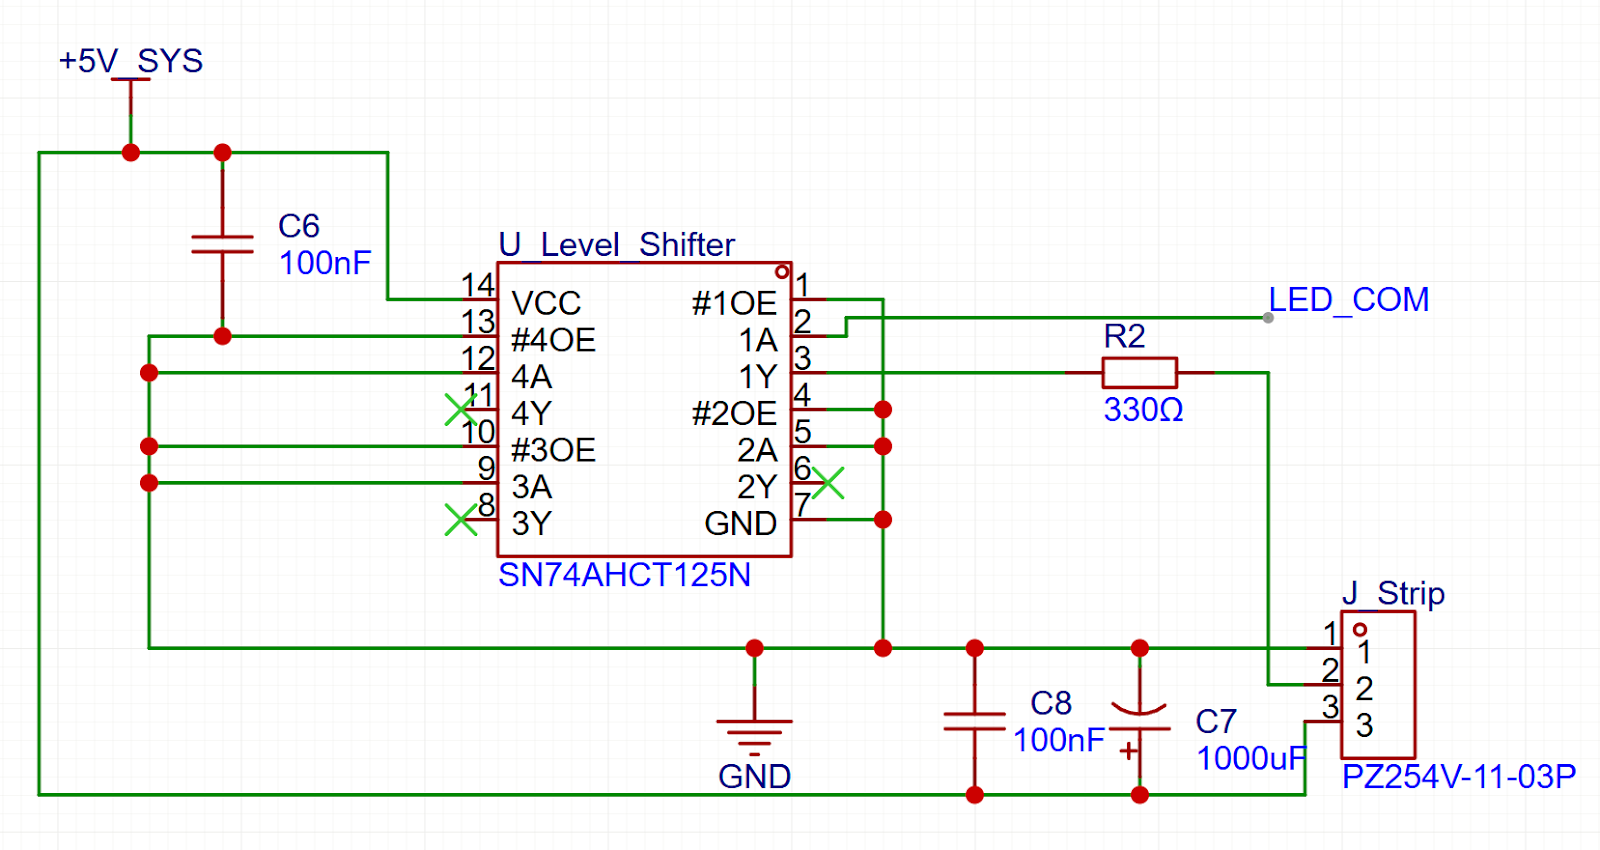 +5V_SYS
C6
100nF
U_Level_Shifter
14 VCC #1OE 1
13 #4OE 1A 2
12 4A 1Y 3
11 4Y #2OE 4
10 #3OE 2A 5
9 3A 2Y 6
8 3Y GND 7
SN74AHCT125N
LED_COM
R2
330Ω
J_Strip
1 1
2 2
3 3
PZ254V-11-03P
C8
100nF
C7
+
1000uF
GND